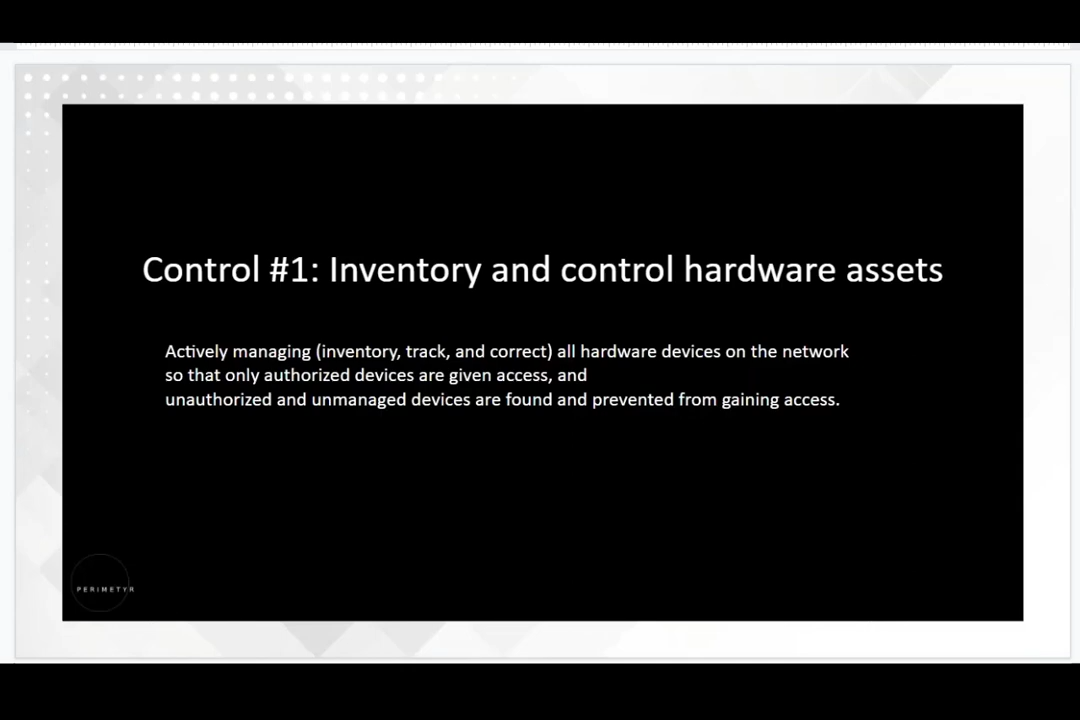 Control #1: Inventory and control hardware assets
Actively managing (inventory, track, and correct) all hardware devices on the network
so that only authorized devices are given access, and
unauthorized and unmanaged devices are found and prevented from gaining access.
PERIMETYR